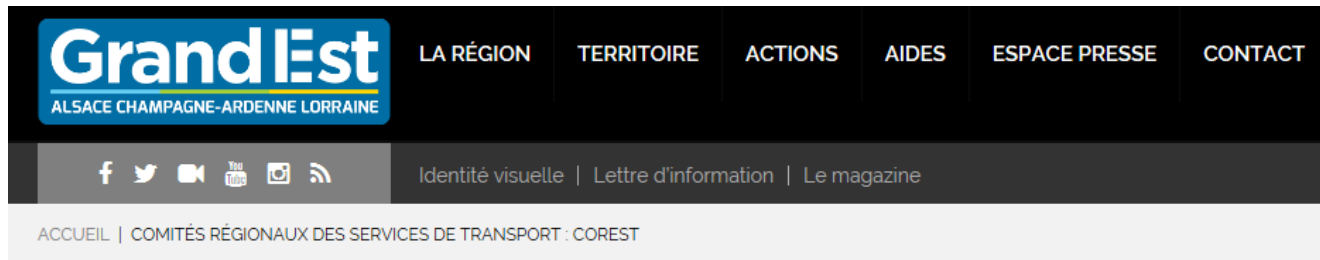 Grand Est
ALSACE CHAMPAGNE-ARDENNE LORRAINE
LA RÉGION TERRITOIRE ACTIONS AIDES ESPACE PRESSE CONTACT
You Tube
Identité visuelle | Lettre d'information | Le magazine
ACCUEIL | COMITÉS RÉGIONAUX DES SERVICES DE TRANSPORT : COREST